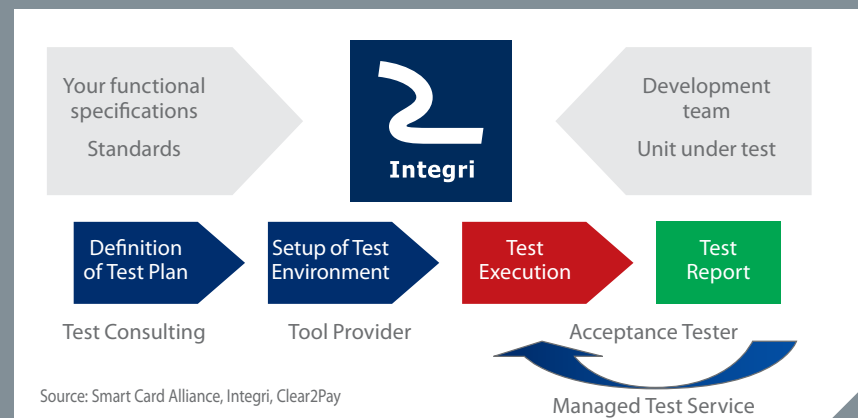 Your functional
specifications
Standards
Integri
Development
team
Unit under test
Definition
of Test Plan
Setup of Test
Environment
Test
Execution
Test
Report
Test Consulting
Tool Provider
Acceptance Tester
Managed Test Service
Source: Smart Card Alliance, Integri, Clear2Pay